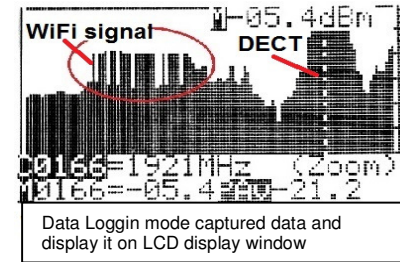 ▯-05.4dBm
WiFi signal
DECT
C0166=1921MHz (Zoom)
M0166=-05.4 AV-21.2
Data Loggin mode captured data and
display it on LCD display window